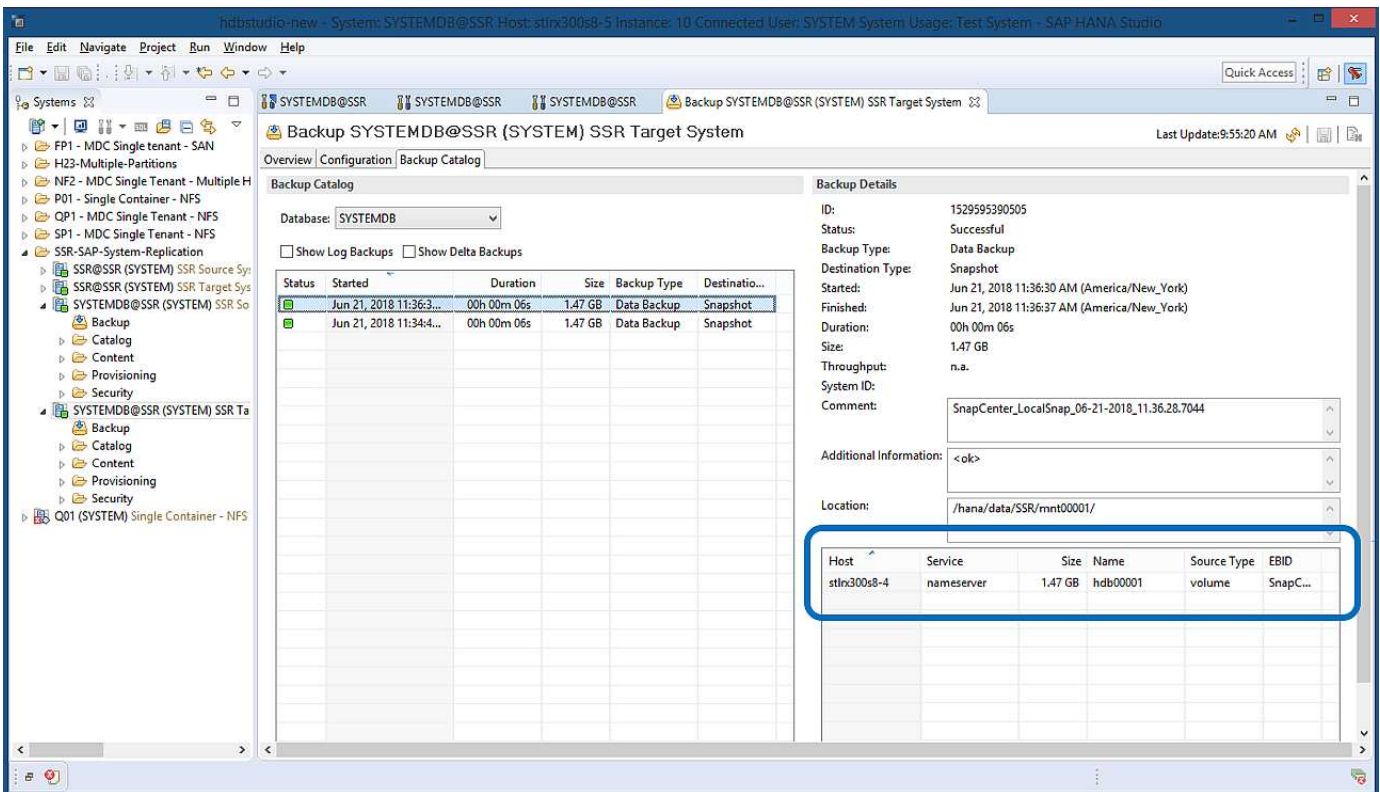 hdbstudio-new - System: SYSTEMDB@SSR Host: stlrx300s8-5 Instance: 10 Connected User: SYSTEM System Usage: Test System - SAP HANA Studio
File Edit Navigate Project Run Window Help
Quick Access
Systems
SYSTEMDB@SSR SYSTEMDB@SSR SYSTEMDB@SSR Backup SYSTEMDB@SSR (SYSTEM) SSR Target System
Backup SYSTEMDB@SSR (SYSTEM) SSR Target System
Last Update:9:55:20 AM
FP1 - MDC Single tenant - SAN
H23-Multiple-Partitions
NF2 - MDC Single Tenant - Multiple H
P01 - Single Container - NFS
QP1 - MDC Single Tenant - NFS
SP1 - MDC Single Tenant - NFS
SSR-SAP-System-Replication
SSR@SSR (SYSTEM) SSR Source Sy
SSR@SSR (SYSTEM) SSR Target Sys
SYSTEMDB@SSR (SYSTEM) SSR So
Backup
Catalog
Content
Provisioning
Security
SYSTEMDB@SSR (SYSTEM) SSR Ta
Backup
Catalog
Content
Provisioning
Security
Q01 (SYSTEM) Single Container - NFS
Overview Configuration Backup Catalog
Backup Catalog
Database: SYSTEMDB
Show Log Backups Show Delta Backups
Status Started Duration Size Backup Type Destinatio...
Jun 21, 2018 11:36:3... 00h 00m 06s 1.47 GB Data Backup Snapshot
Jun 21, 2018 11:34:4... 00h 00m 06s 1.47 GB Data Backup Snapshot
Backup Details
ID: 1529595390505
Status: Successful
Backup Type: Data Backup
Destination Type: Snapshot
Started: Jun 21, 2018 11:36:30 AM (America/New_York)
Finished: Jun 21, 2018 11:36:37 AM (America/New_York)
Duration: 00h 00m 06s
Size: 1.47 GB
Throughput: n.a.
System ID:
Comment: SnapCenter_LocalSnap_06-21-2018_11.36.28.7044
Additional Information: <ok>
Location: /hana/data/SSR/mnt00001/
Host Service Size Name Source Type EBID
stlrx300s8-4 nameserver 1.47 GB hdb00001 volume SnapC...